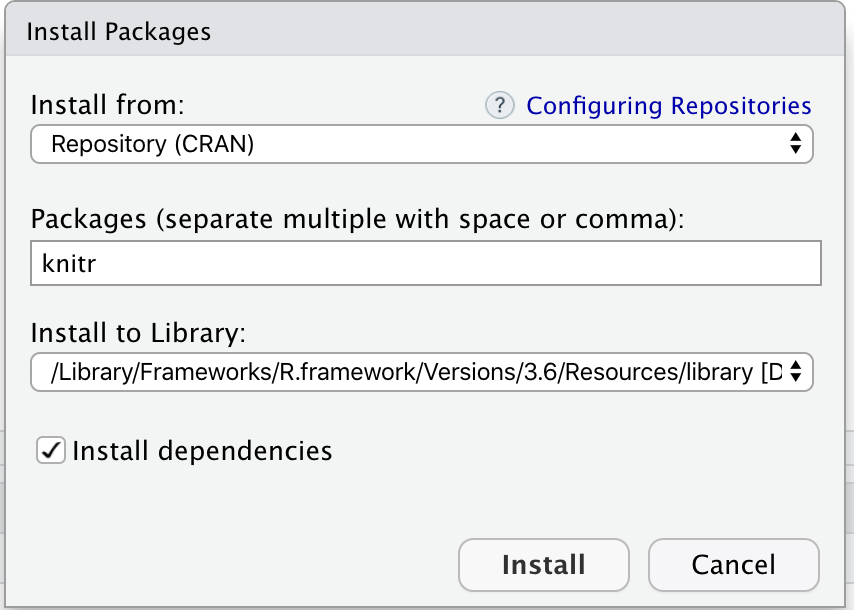 Install Packages
Install from:
? Configuring Repositories
Repository (CRAN)
Packages (separate multiple with space or comma):
knitr
Install to Library:
/Library/Frameworks/R.framework/Versions/3.6/Resources/library [D
Install dependencies
Install
Cancel